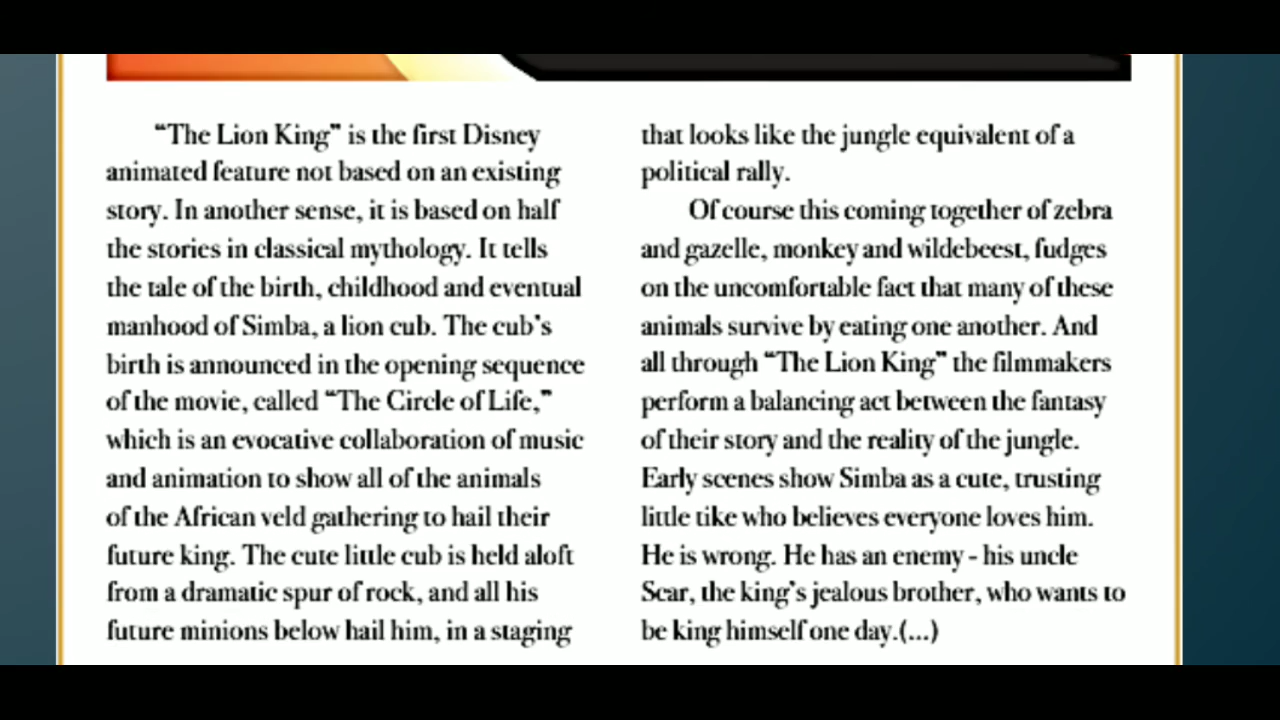 “The Lion King” is the first Disney
animated feature not based on an existing
story. In another sense, it is based on half
the stories in classical mythology. It tells
the tale of the birth, childhood and eventual
manhood of Simba, a lion cub. The cub’s
birth is announced in the opening sequence
of the movie, called “The Circle of Life,”
which is an evocative collaboration of music
and animation to show all of the animals
of the African veld gathering to hail their
future king. The cute little cub is held aloft
from a dramatic spur of rock, and all his
future minions below hail him, in a staging
that looks like the jungle equivalent of a
political rally.
Of course this coming together of zebra
and gazelle, monkey and wildebeest, fudges
on the uncomfortable fact that many of these
animals survive by eating one another. And
all through “The Lion King” the filmmakers
perform a balancing act between the fantasy
of their story and the reality of the jungle.
Early scenes show Simba as a cute, trusting
little tike who believes everyone loves him.
He is wrong. He has an enemy - his uncle
Scar, the king’s jealous brother, who wants to
be king himself one day.(...)